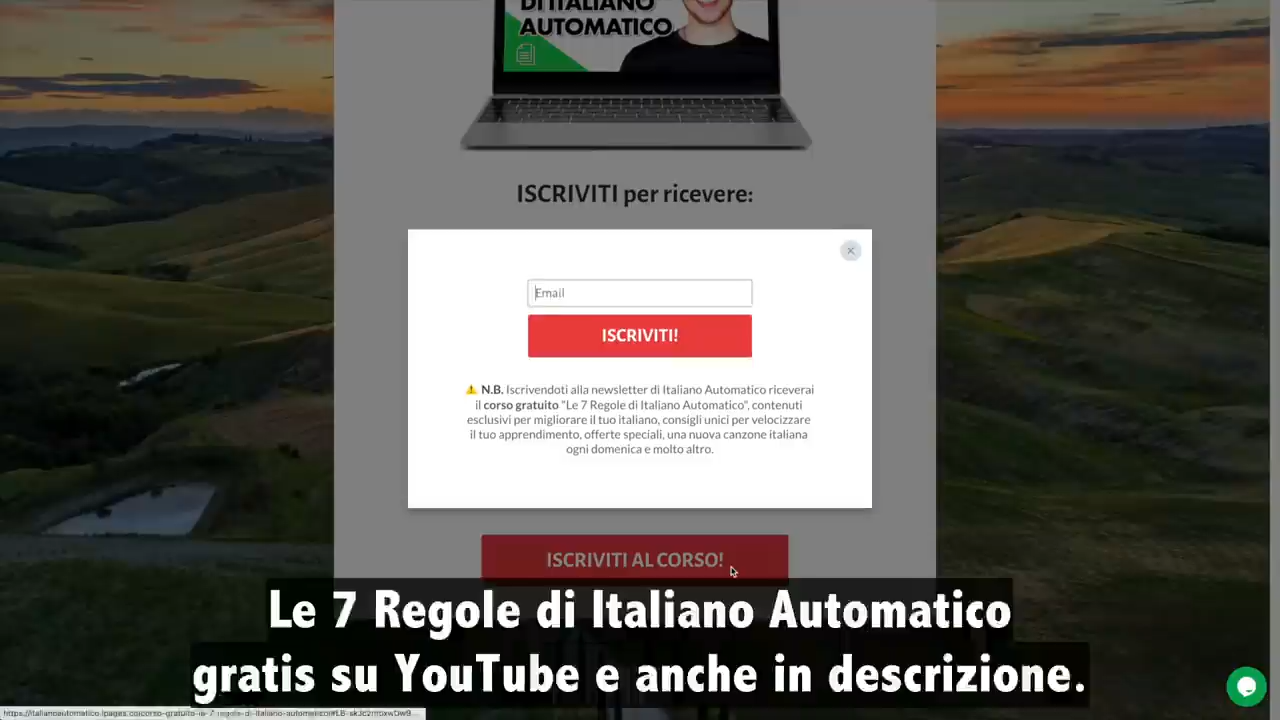 DI ITALIANO
AUTOMATICO
ISCRIVITI per ricevere:
Email
ISCRIVITI!
⚠️ N.B. Iscrivendoti alla newsletter di Italiano Automatico riceverai
il corso gratuito "Le 7 Regole di Italiano Automatico", contenuti
esclusivi per migliorare il tuo italiano, consigli unici per velocizzare
il tuo apprendimento, offerte speciali, una nuova canzone italiana
ogni domenica e molto altro.
ISCRIVITI AL CORSO!
Le 7 Regole di Italiano Automatico
gratis su YouTube e anche in descrizione.